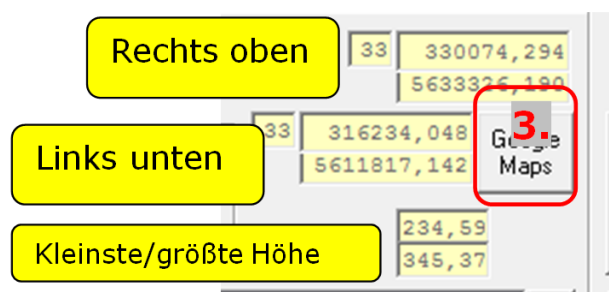 Rechts oben
33 330074,294
5633326,190
33 316234,048
5611817,142
3.
Google
Maps
Links unten
Kleinste/größte Höhe
234,59
345,37